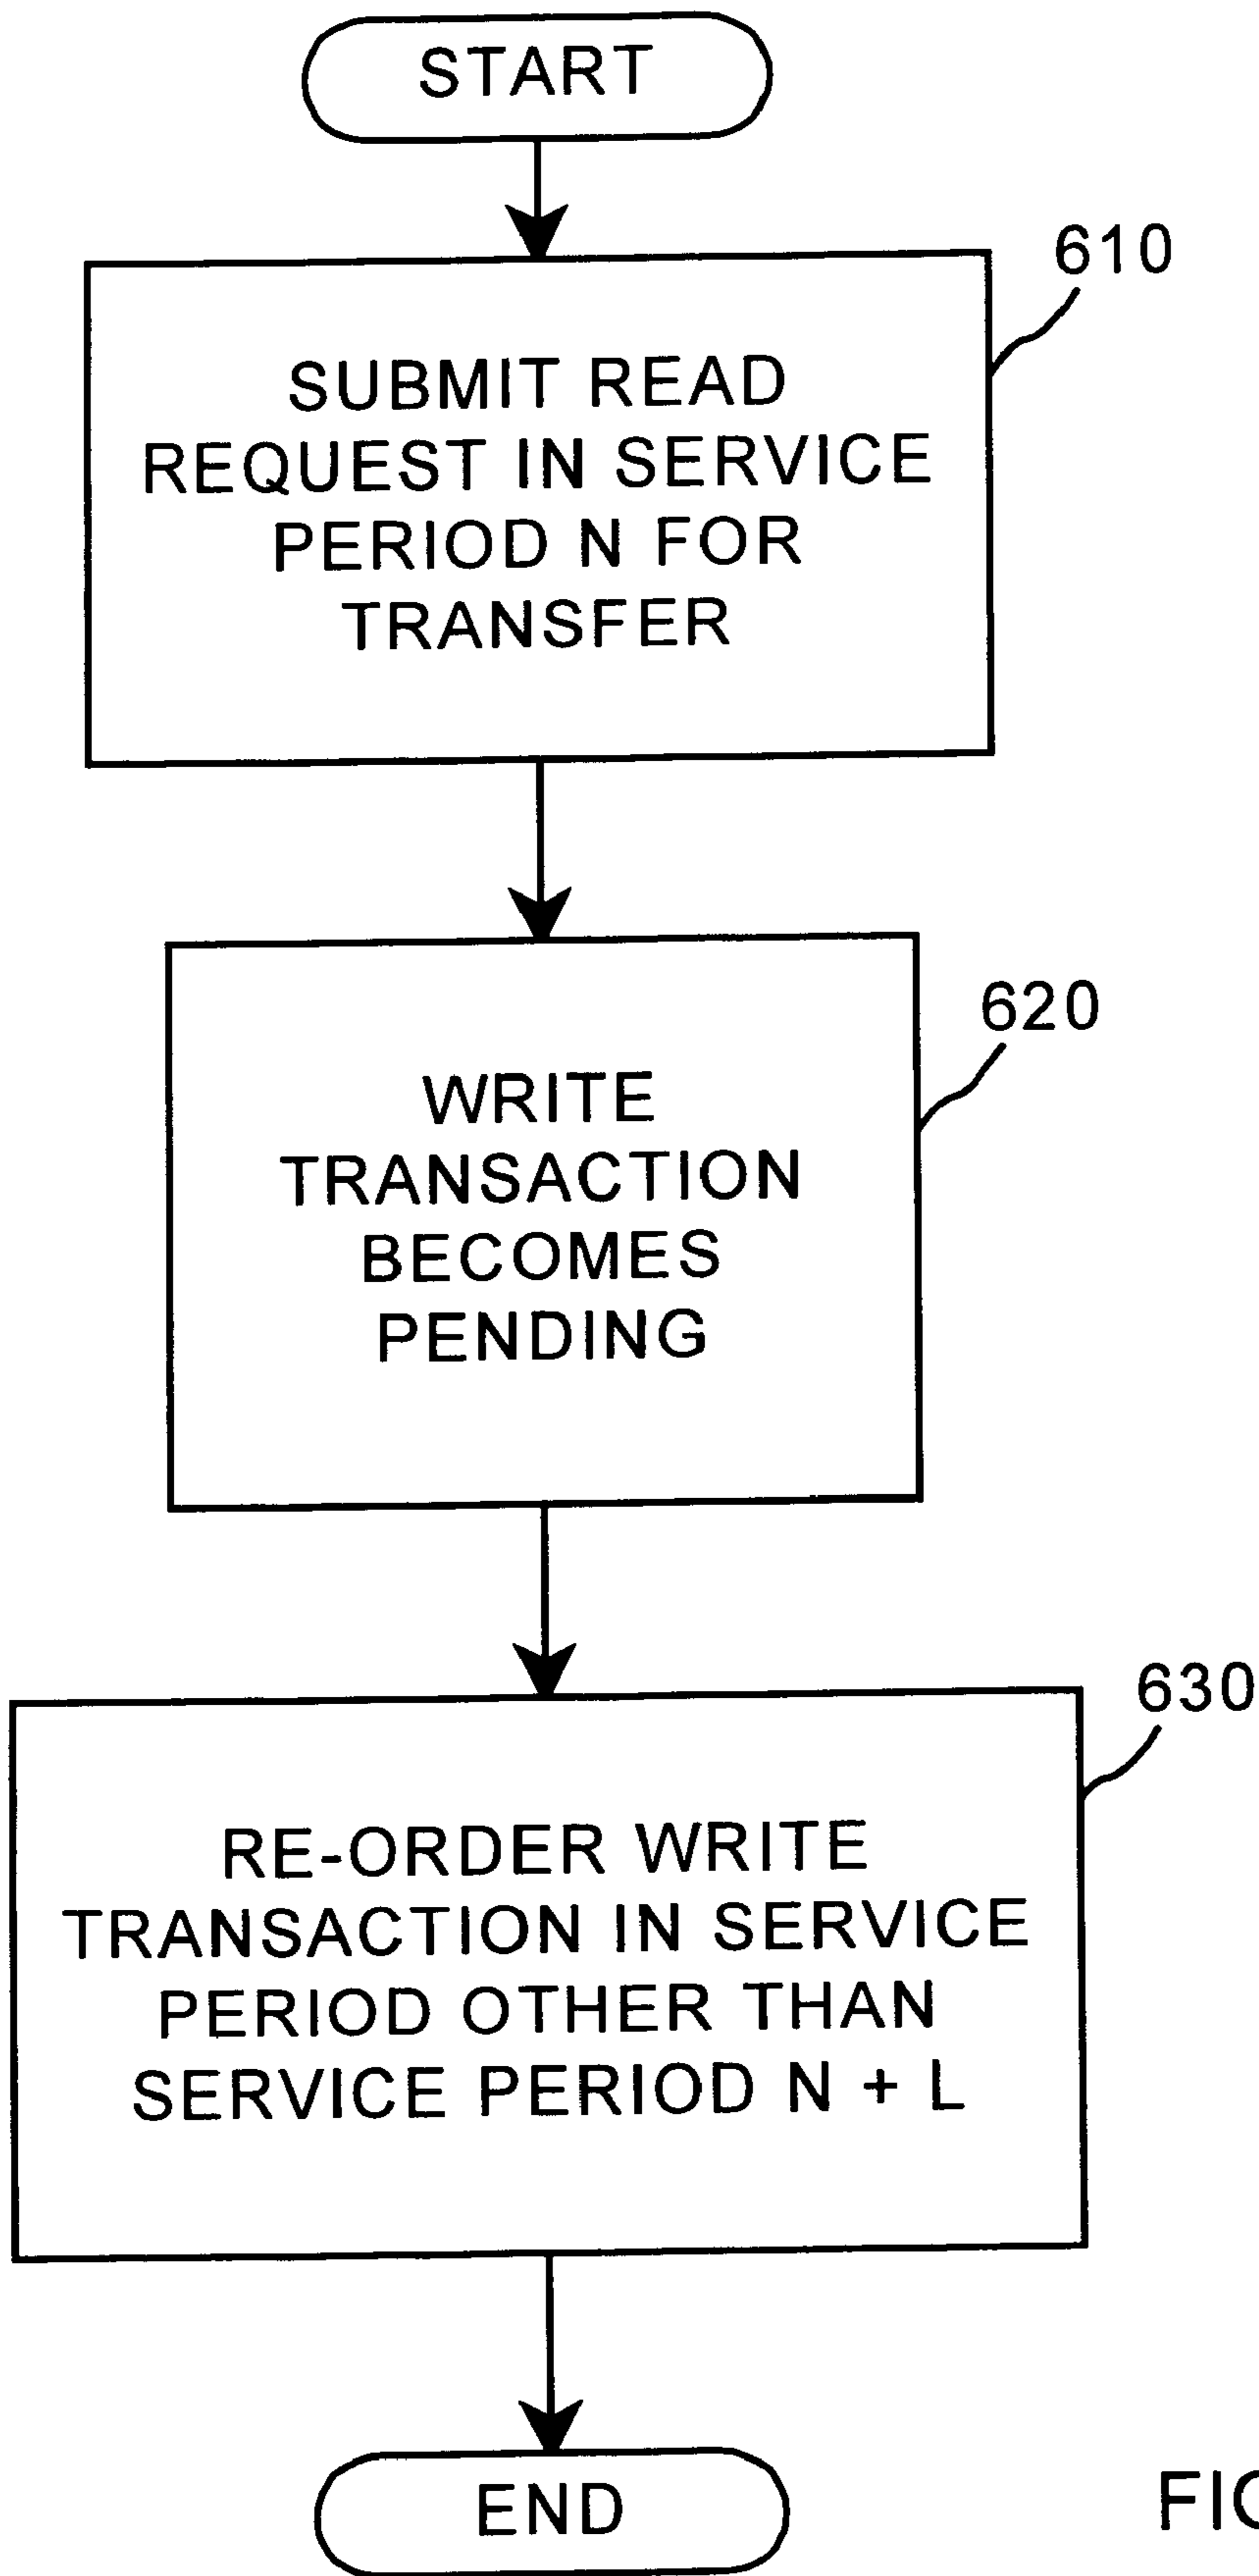 START
610
SUBMIT READ
REQUEST IN SERVICE
PERIOD N FOR
TRANSFER
620
WRITE
TRANSACTION
BECOMES
PENDING
630
RE-ORDER WRITE
TRANSACTION IN SERVICE
PERIOD OTHER THAN
SERVICE PERIOD N + L
END